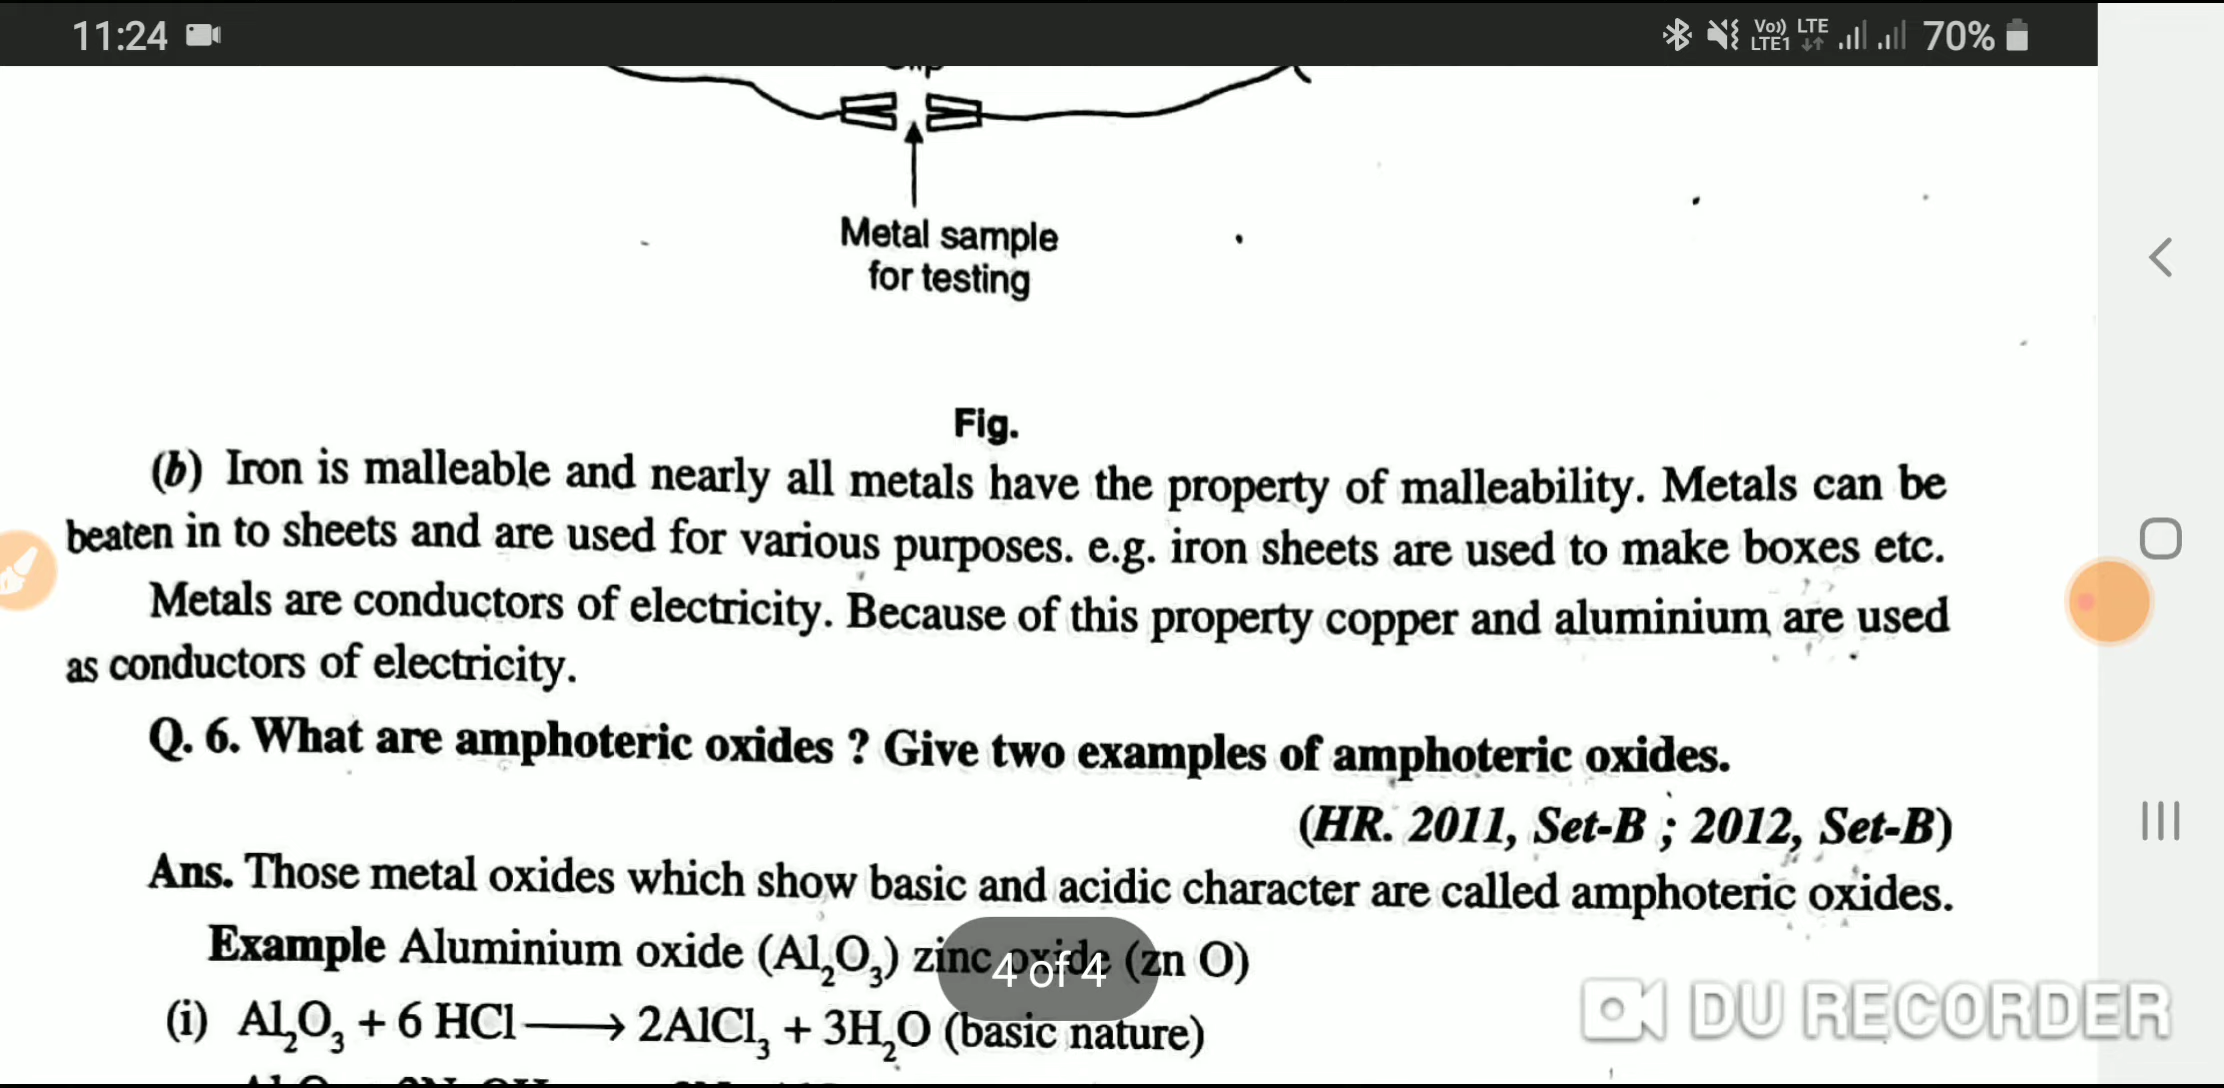 11:24
Vo)) LTE
LTE1
70%
Metal sample
for testing
Fig.
(b) Iron is malleable and nearly all metals have the property of malleability. Metals can be
beaten in to sheets and are used for various purposes. e.g. iron sheets are used to make boxes etc.
Metals are conductors of electricity. Because of this property copper and aluminium are used
as conductors of electricity.
Q. 6. What are amphoteric oxides ? Give two examples of amphoteric oxides.
(HR. 2011, Set-B ; 2012, Set-B)
Ans. Those metal oxides which show basic and acidic character are called amphoteric oxides.
Example Aluminium oxide (Al₂O₃) zinc oxide (zn O)
4 of 4
(i) Al₂O₃ + 6 HCl ⟶ 2AlCl₃ + 3H₂O (basic nature)
DU RECORDER